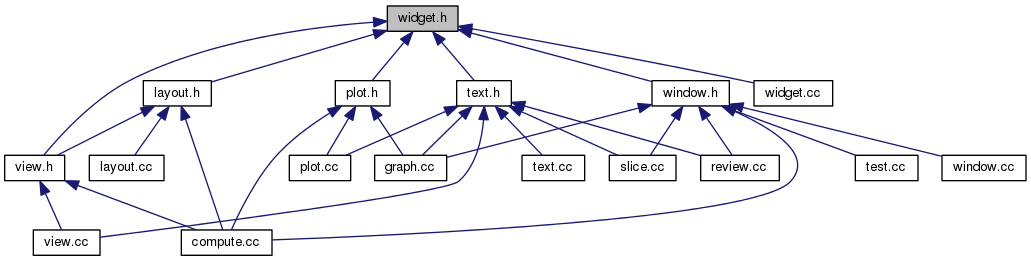 widget.h
layout.h
plot.h
text.h
window.h
widget.cc
view.h
layout.cc
plot.cc
graph.cc
text.cc
slice.cc
review.cc
test.cc
window.cc
view.cc
compute.cc